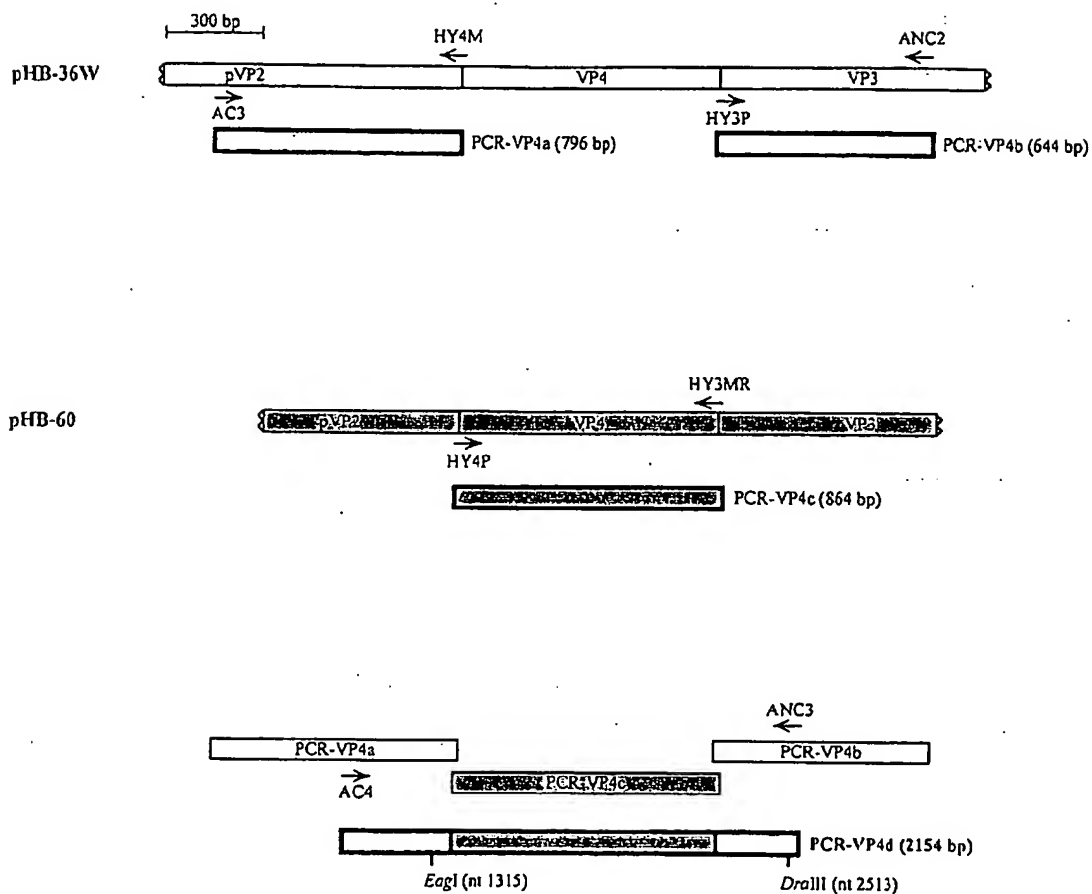 300 bp
HY4M
ANC2
pHB-36W
pVP2
VP4
VP3
AC3
HY3P
PCR-VP4a (796 bp)
PCR-VP4b (644 bp)
HY3MR
pHB-60
pVP2
VP4
VP3
HY4P
PCR-VP4c (864 bp)
ANC3
PCR-VP4a
PCR-VP4b
AC4
PCR-VP4c
PCR-VP4d (2154 bp)
EagI (nt 1315)
DraIII (nt 2513)